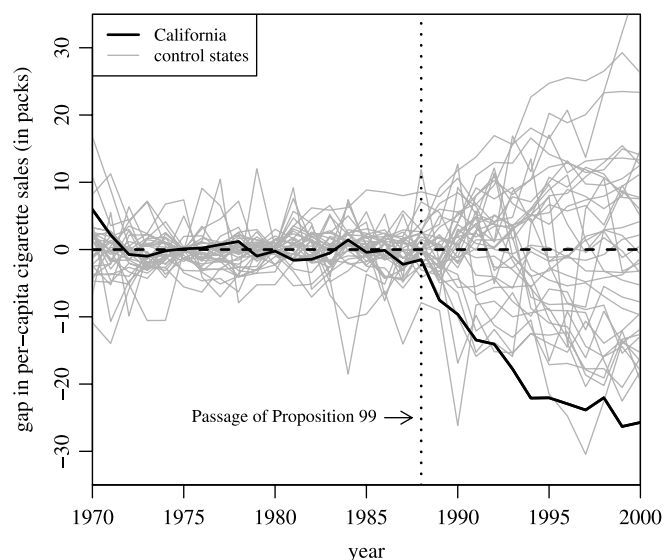 California
control states
gap in per−capita cigarette sales (in packs)
30
20
10
0
−10
−20
−30
Passage of Proposition 99
1970 1975 1980 1985 1990 1995 2000
year